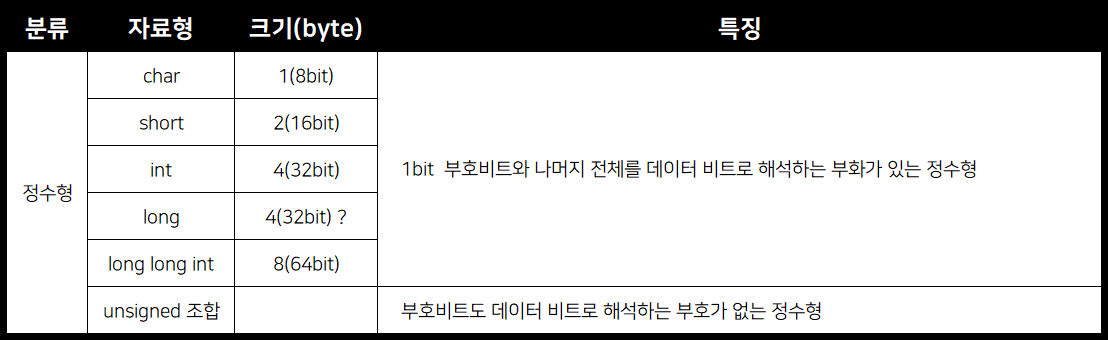 분류 자료형 크기(byte) 특징
char 1(8bit)
short 2(16bit)
int 4(32bit) 1bit 부호비트와 나머지 전체를 데이터 비트로 해석하는 부화가 있는 정수형
정수형
long 4(32bit) ?
long long int 8(64bit)
unsigned 조합 부호비트도 데이터 비트로 해석하는 부호가 없는 정수형